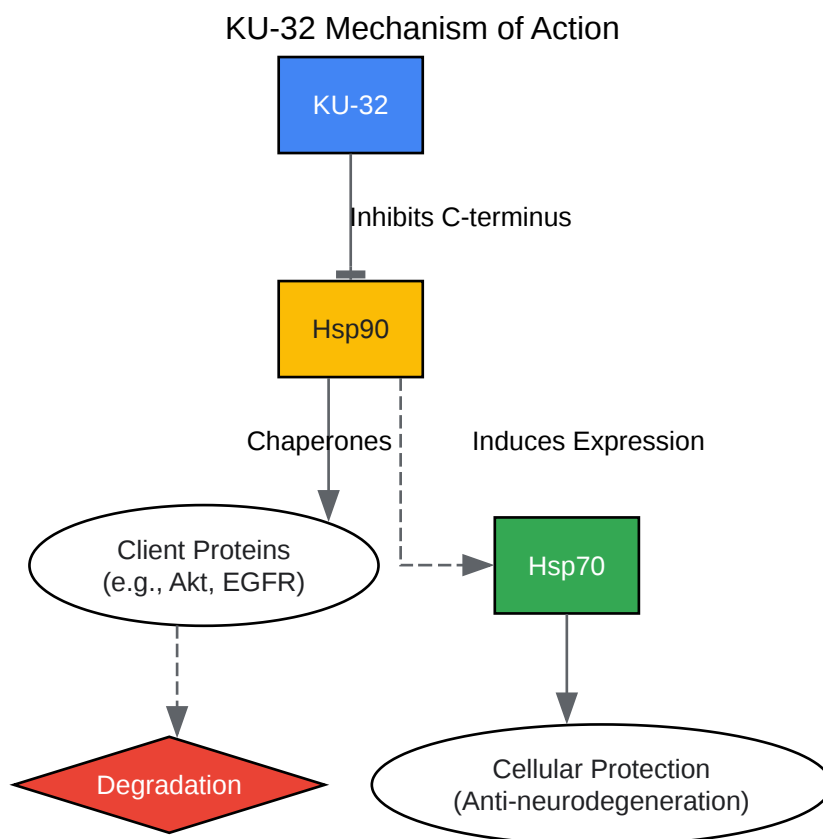 KU-32 Mechanism of Action
KU-32
Inhibits C-terminus
Hsp90
Chaperones
Induces Expression
Client Proteins
(e.g., Akt, EGFR)
Hsp70
Degradation
Cellular Protection
(Anti-neurodegeneration)